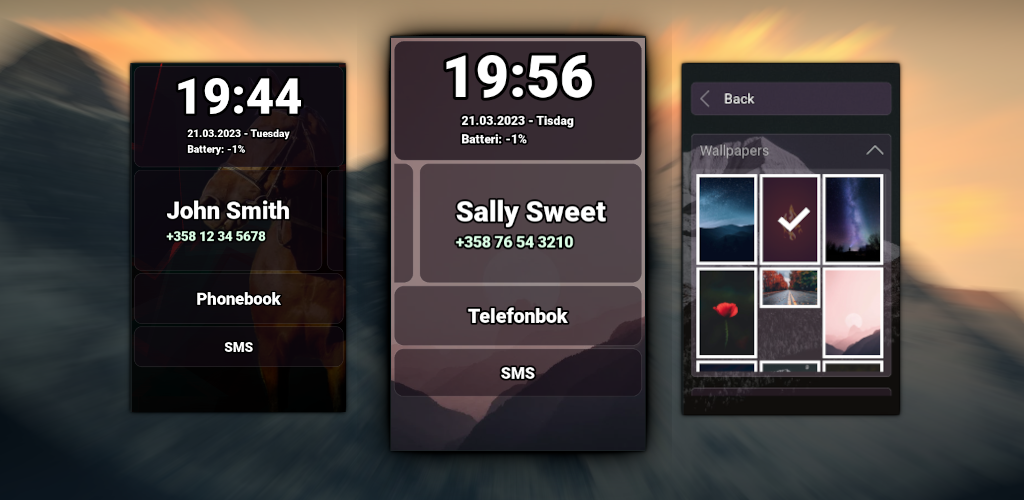 19:44
21.03.2023 - Tuesday
Battery: -1%
John Smith
+358 12 34 5678
Phonebook
SMS
19:56
21.03.2023 - Tisdag
Batteri: -1%
Sally Sweet
+358 76 54 3210
Telefonbok
SMS
Back
Wallpapers